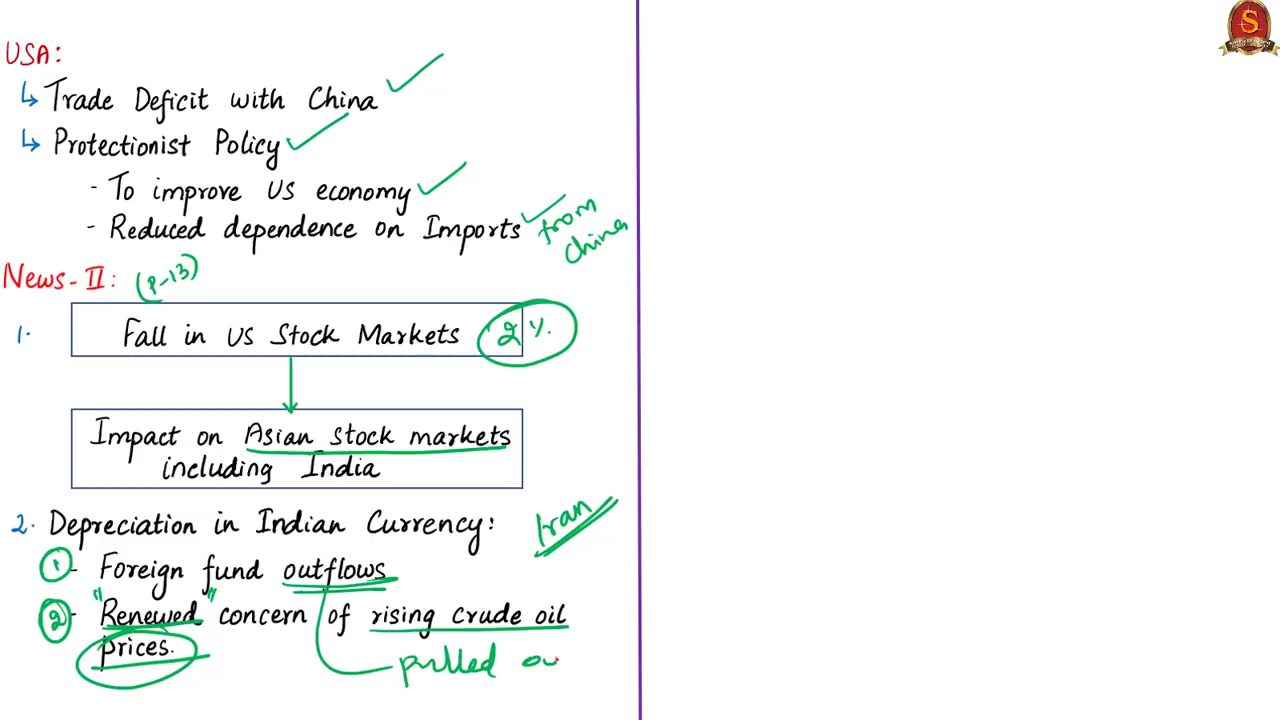 USA:
↳ Trade Deficit with China
↳ Protectionist Policy
- To improve US economy
- Reduced dependence on Imports from China
News-II: (P-13)
1. Fall in US Stock Markets 2%.
Impact on Asian Stock markets
including India
2. Depreciation in Indian Currency: Iran
1 - Foreign fund outflows
2 - "Renewed" concern of rising crude oil
prices.
pulled ou
S